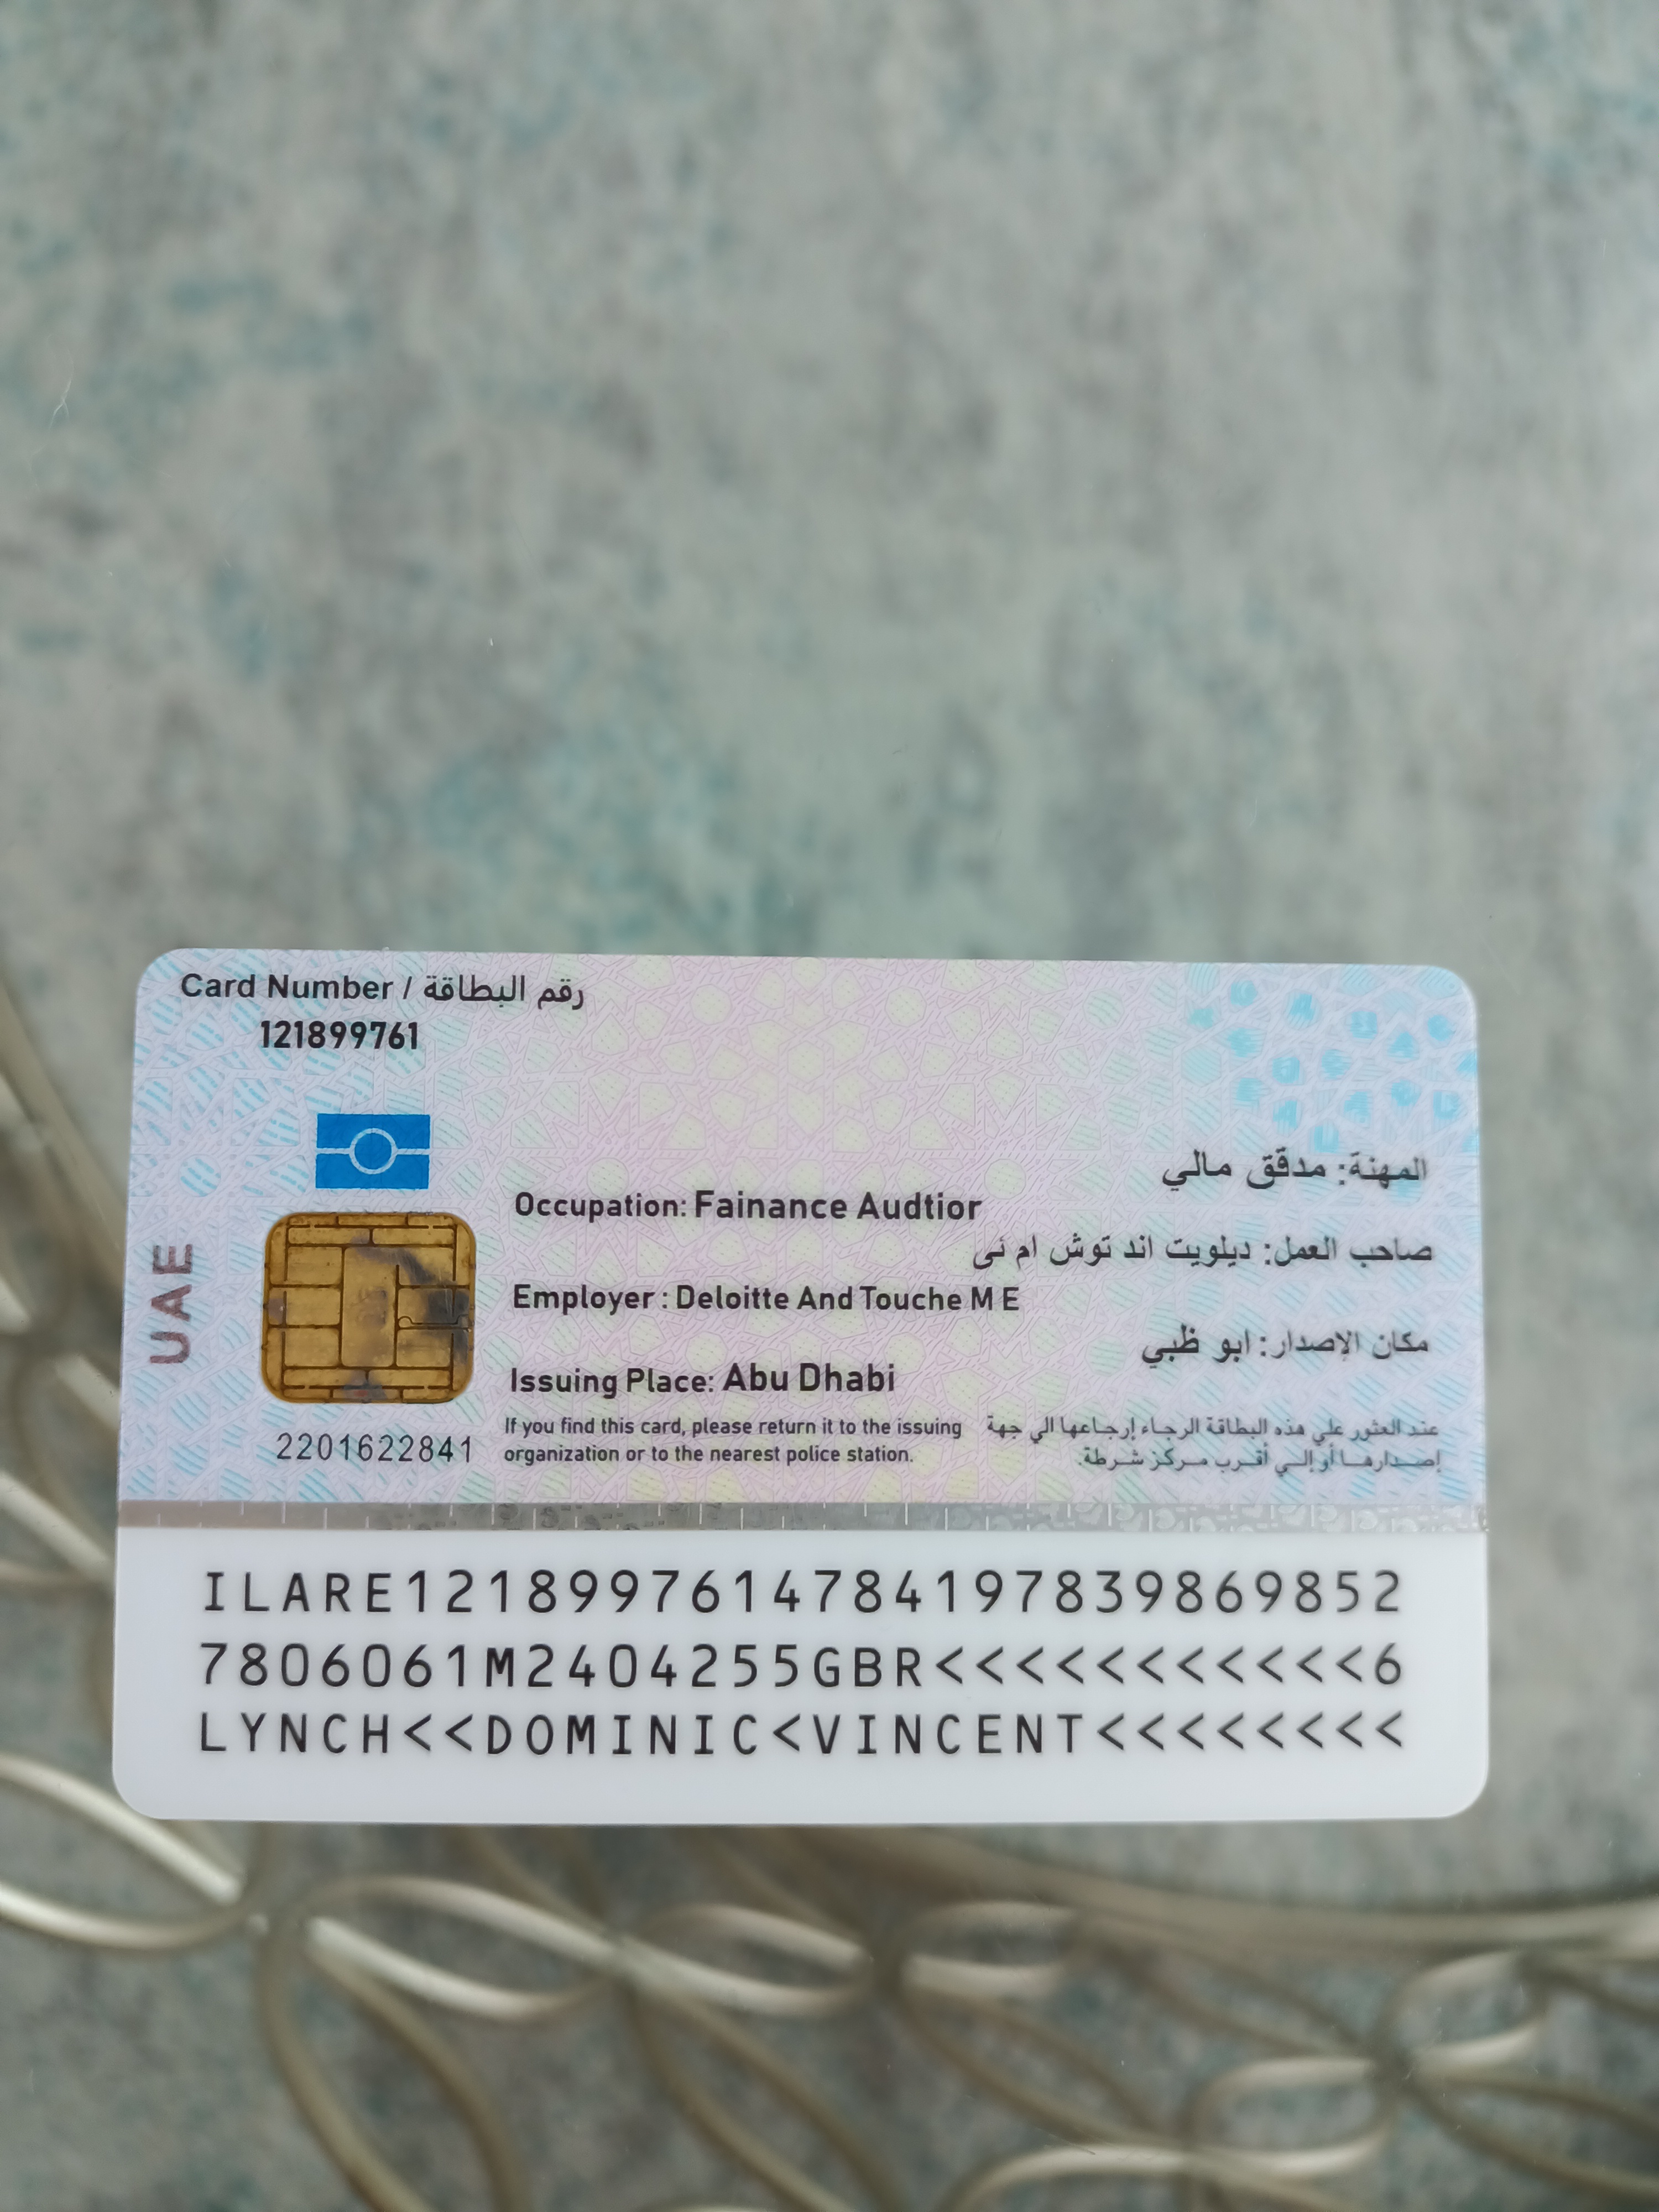 Card Number / رقم البطاقة
121899761
المهنة: مدقق مالي
Occupation: Fainance Audtior
صاحب العمل: ديلويت اند توش ام ئى
Employer : Deloitte And Touche M E
مكان الإصدار: ابو ظبي
Issuing Place: Abu Dhabi
UAE
2201622841
If you find this card, please return it to the issuing
organization or to the nearest police station.
عند العثور علي هذه البطاقة الرجاء إرجاعها الي جهة
إصدارها أو إلي أقرب مركز شرطة.
ILARE1218997614784197839869852
7806061M2404255GBR<<<<<<<<<<<6
LYNCH<<DOMINIC<VINCENT<<<<<<<<